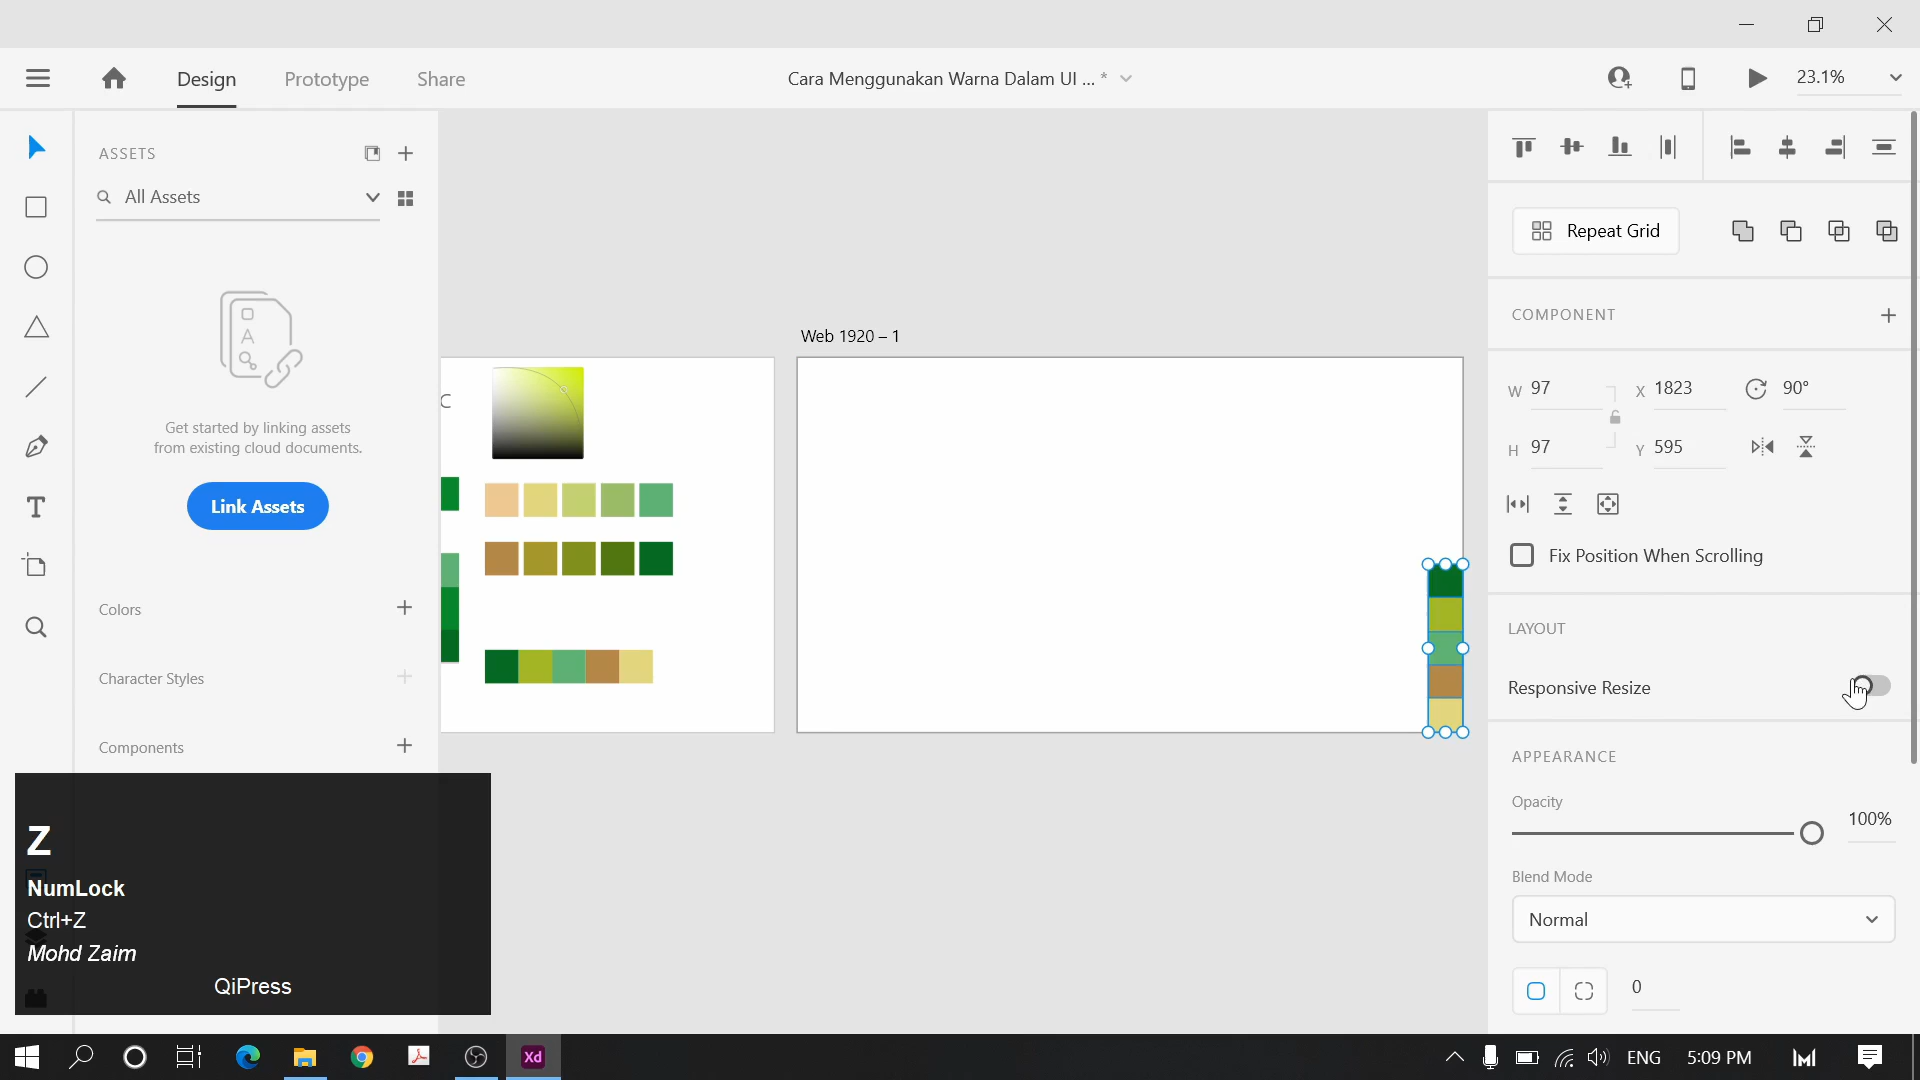 Design
Prototype
Share
Cara Menggunakan Warna Dalam UI ... *
23.1%
ASSETS
All Assets
Get started by linking assets
from existing cloud documents.
Link Assets
Colors
Character Styles
Components
Z
NumLock
Ctrl+Z
Mohd Zaim
QiPress
Web 1920 – 1
C
Repeat Grid
COMPONENT
W 97
X 1823
90°
H 97
Y 595
Fix Position When Scrolling
LAYOUT
Responsive Resize
APPEARANCE
Opacity
100%
Blend Mode
Normal
0
Xd
ENG
5:09 PM